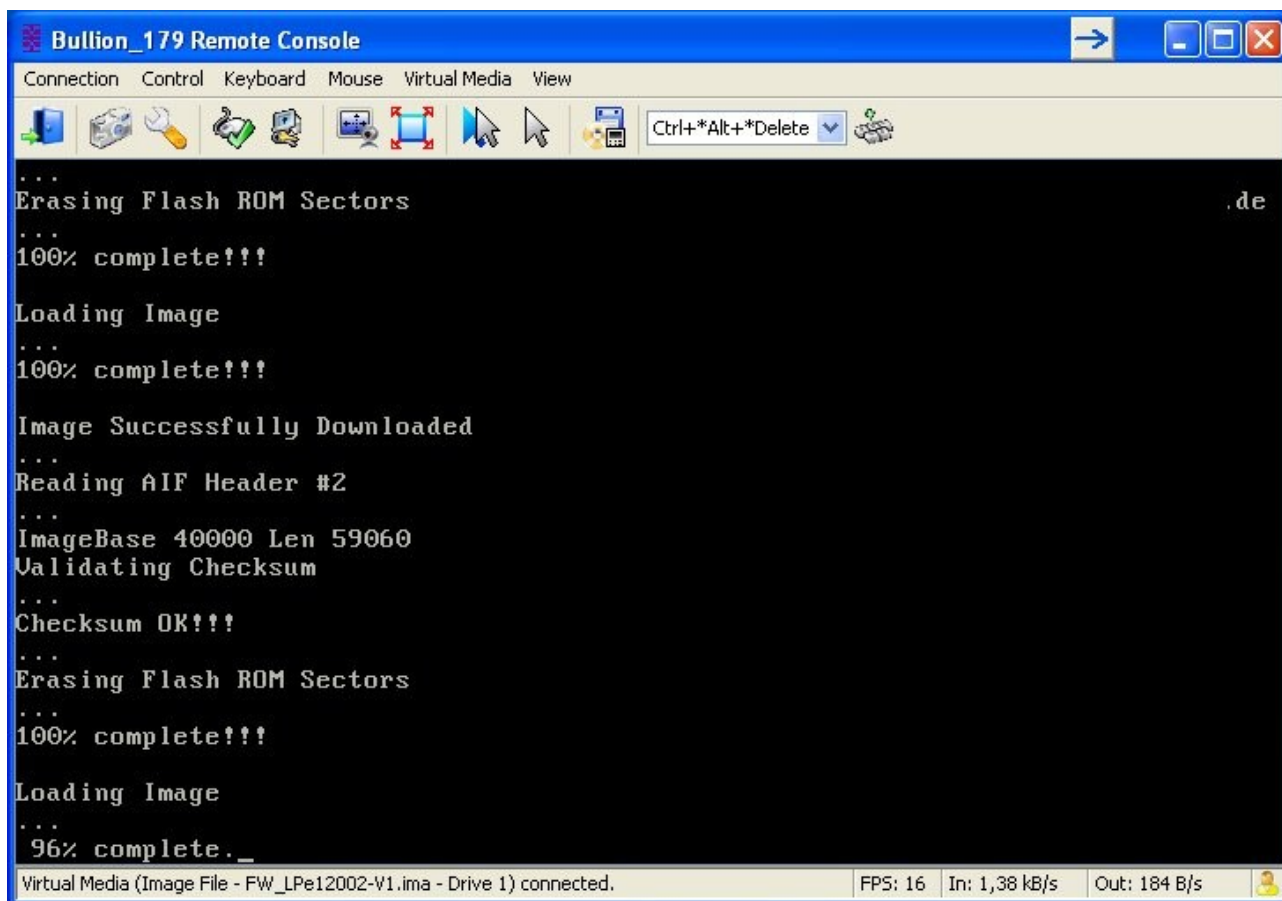 Bullion_179 Remote Console
Connection Control Keyboard Mouse Virtual Media View
Ctrl+*Alt+*Delete
...
Erasing Flash ROM Sectors .de
...
100% complete!!!
Loading Image
...
100% complete!!!
Image Successfully Downloaded
...
Reading AIF Header #2
...
ImageBase 40000 Len 59060
Validating Checksum
...
Checksum OK!!!
...
Erasing Flash ROM Sectors
...
100% complete!!!
Loading Image
...
96% complete._
Virtual Media (Image File - FW_LPe12002-V1.ima - Drive 1) connected. FPS: 16 In: 1,38 kB/s Out: 184 B/s